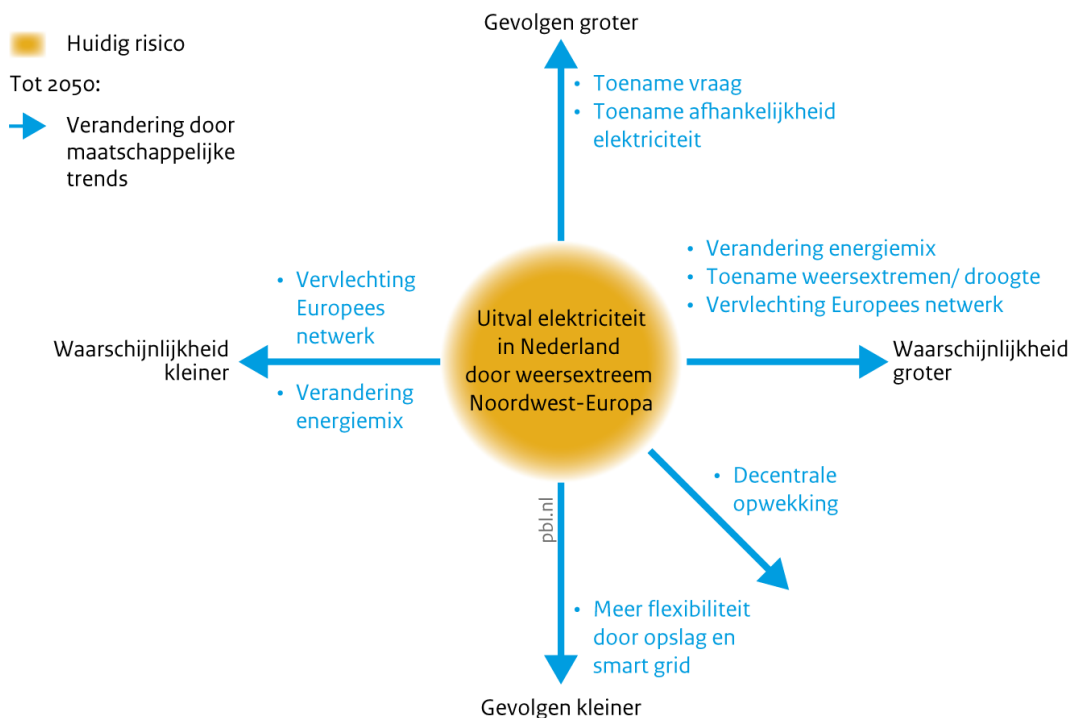 Gevolgen groter
Huidig risico
Tot 2050:
Verandering door
maatschappelijke
trends
• Toename vraag
• Toename afhankelijkheid
elektriciteit
• Verandering energiemix
• Toename weersextremen/ droogte
• Vervlechting Europees netwerk
• Vervlechting
Europees
netwerk
Uitval elektriciteit
in Nederland
door weersextreem
Noordwest-Europa
Waarschijnlijkheid
kleiner
Waarschijnlijkheid
groter
• Verandering
energiemix
• Decentrale
opwekking
pbl.nl
• Meer flexibiliteit
door opslag en
smart grid
Gevolgen kleiner